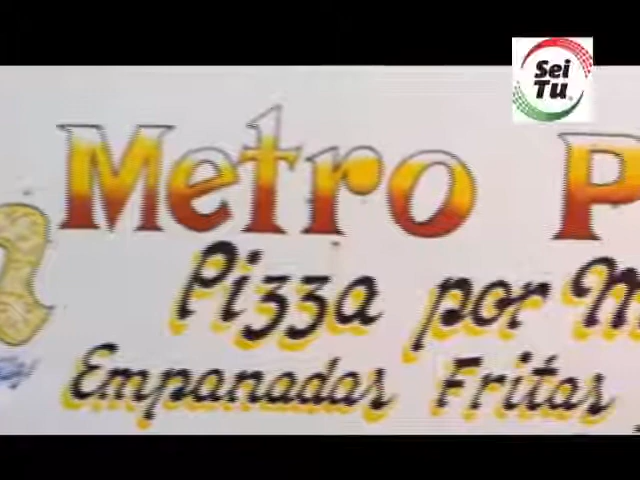 Sei
Tu
Metro P
Pizza por M
Empanadas Fritas